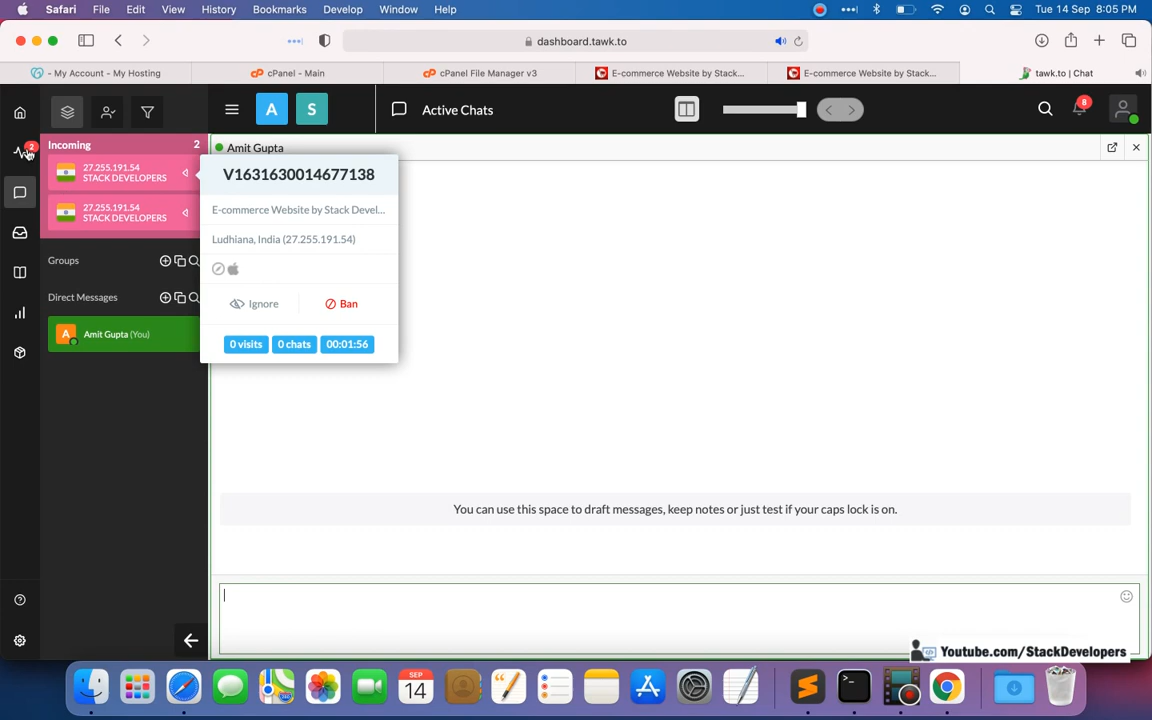 Safari File Edit View History Bookmarks Develop Window Help Tue 14 Sep 8:05 PM
dashboard.tawk.to
- My Account - My Hosting
cPanel - Main
cPanel File Manager v3
E-commerce Website by Stack...
E-commerce Website by Stack...
tawk.to | Chat
A S Active Chats 8
Incoming 2
2
27.255.191.54
STACK DEVELOPERS
27.255.191.54
STACK DEVELOPERS
Groups
Direct Messages
A Amit Gupta (You)
Amit Gupta
V1631630014677138
E-commerce Website by Stack Devel...
Ludhiana, India (27.255.191.54)
Ignore Ban
0 visits 0 chats 00:01:56
You can use this space to draft messages, keep notes or just test if your caps lock is on.
Youtube.com/StackDevelopers
SEP
14